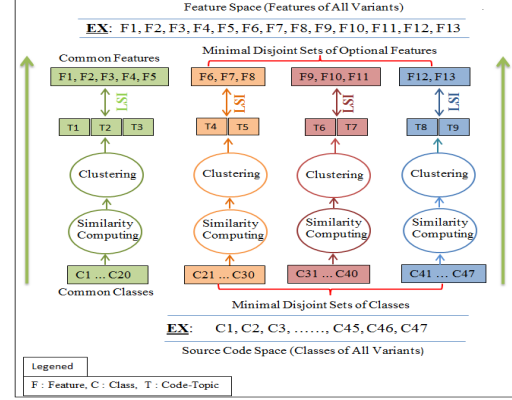 Feature Space (Features of All Variants)
EX: F1, F2, F3, F4, F5, F6, F7, F8, F9, F10, F11, F12, F13
Common Features
Minimal Disjoint Sets of Optional Features
F1, F2, F3, F4, F5
F6, F7, F8
F9, F10, F11
F12, F13
LSI
LSI
LSI
LSI
T1 T2 T3
T4 T5
T6 T7
T8 T9
Clustering
Clustering
Clustering
Clustering
Similarity Computing
Similarity Computing
Similarity Computing
Similarity Computing
C1 ... C20
C21 ... C30
C31 ... C40
C41 ... C47
Common Classes
Minimal Disjoint Sets of Classes
EX: C1, C2, C3, ......, C45, C46, C47
Source Code Space (Classes of All Variants)
Legened
F : Feature, C : Class, T : Code-Topic